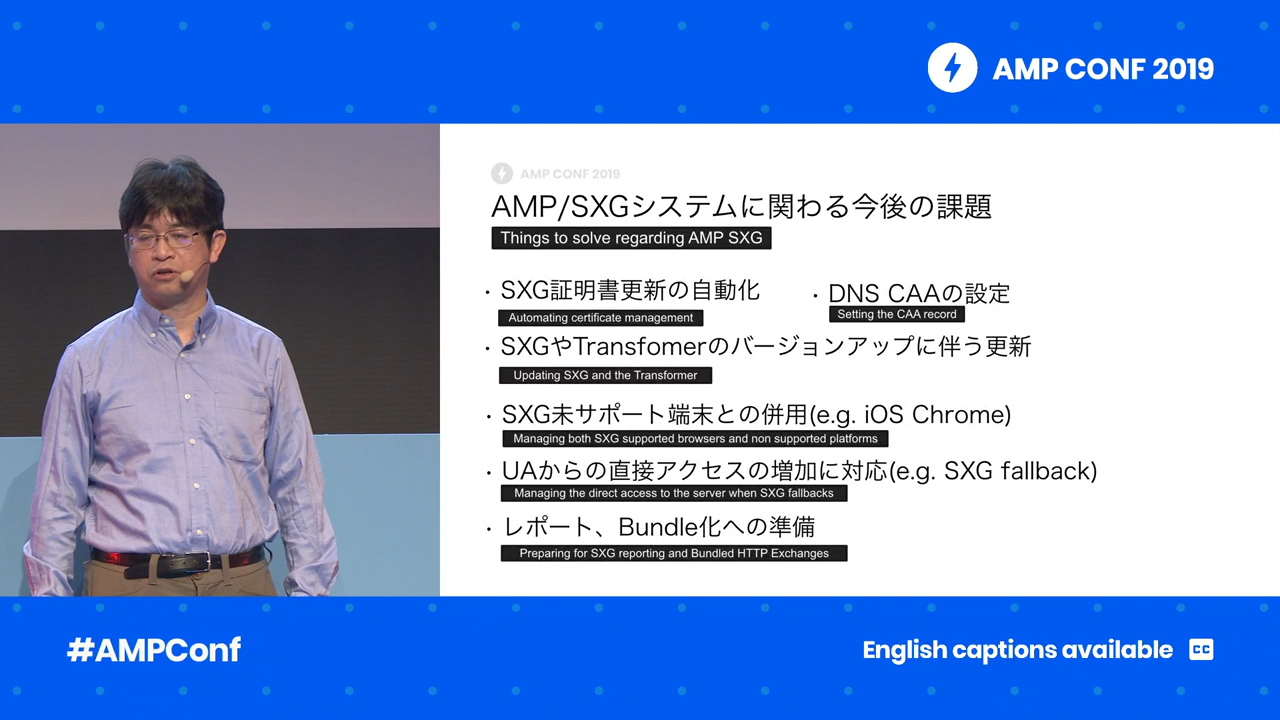 AMP CONF 2019
AMP CONF 2019
AMP/SXGシステムに関わる今後の課題
Things to solve regarding AMP SXG
・SXG証明書更新の自動化
Automating certificate management
・DNS CAAの設定
Setting the CAA record
・SXGやTransfomerのバージョンアップに伴う更新
Updating SXG and the Transformer
・SXG未サポート端末との併用(e.g. iOS Chrome)
Managing both SXG supported browsers and non supported platforms
・UAからの直接アクセスの増加に対応(e.g. SXG fallback)
Managing the direct access to the server when SXG fallbacks
・レポート、Bundle化への準備
Preparing for SXG reporting and Bundled HTTP Exchanges
#AMPConf
English captions available CC